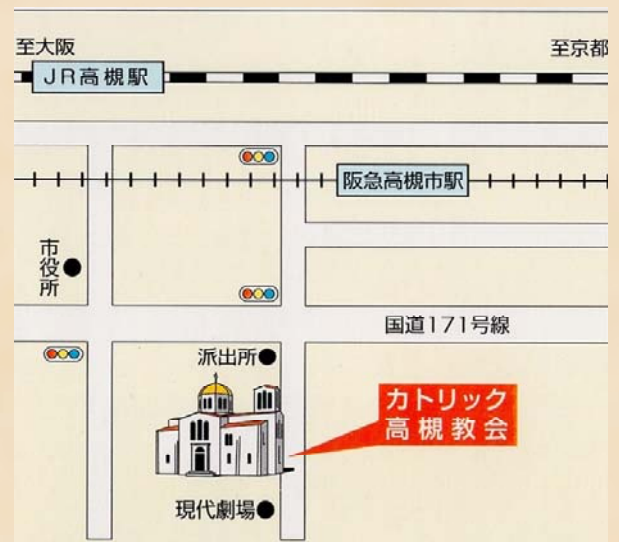 至大阪
至京都
JR高槻駅
阪急高槻市駅
市役所
国道171号線
派出所
カトリック
高槻教会
現代劇場